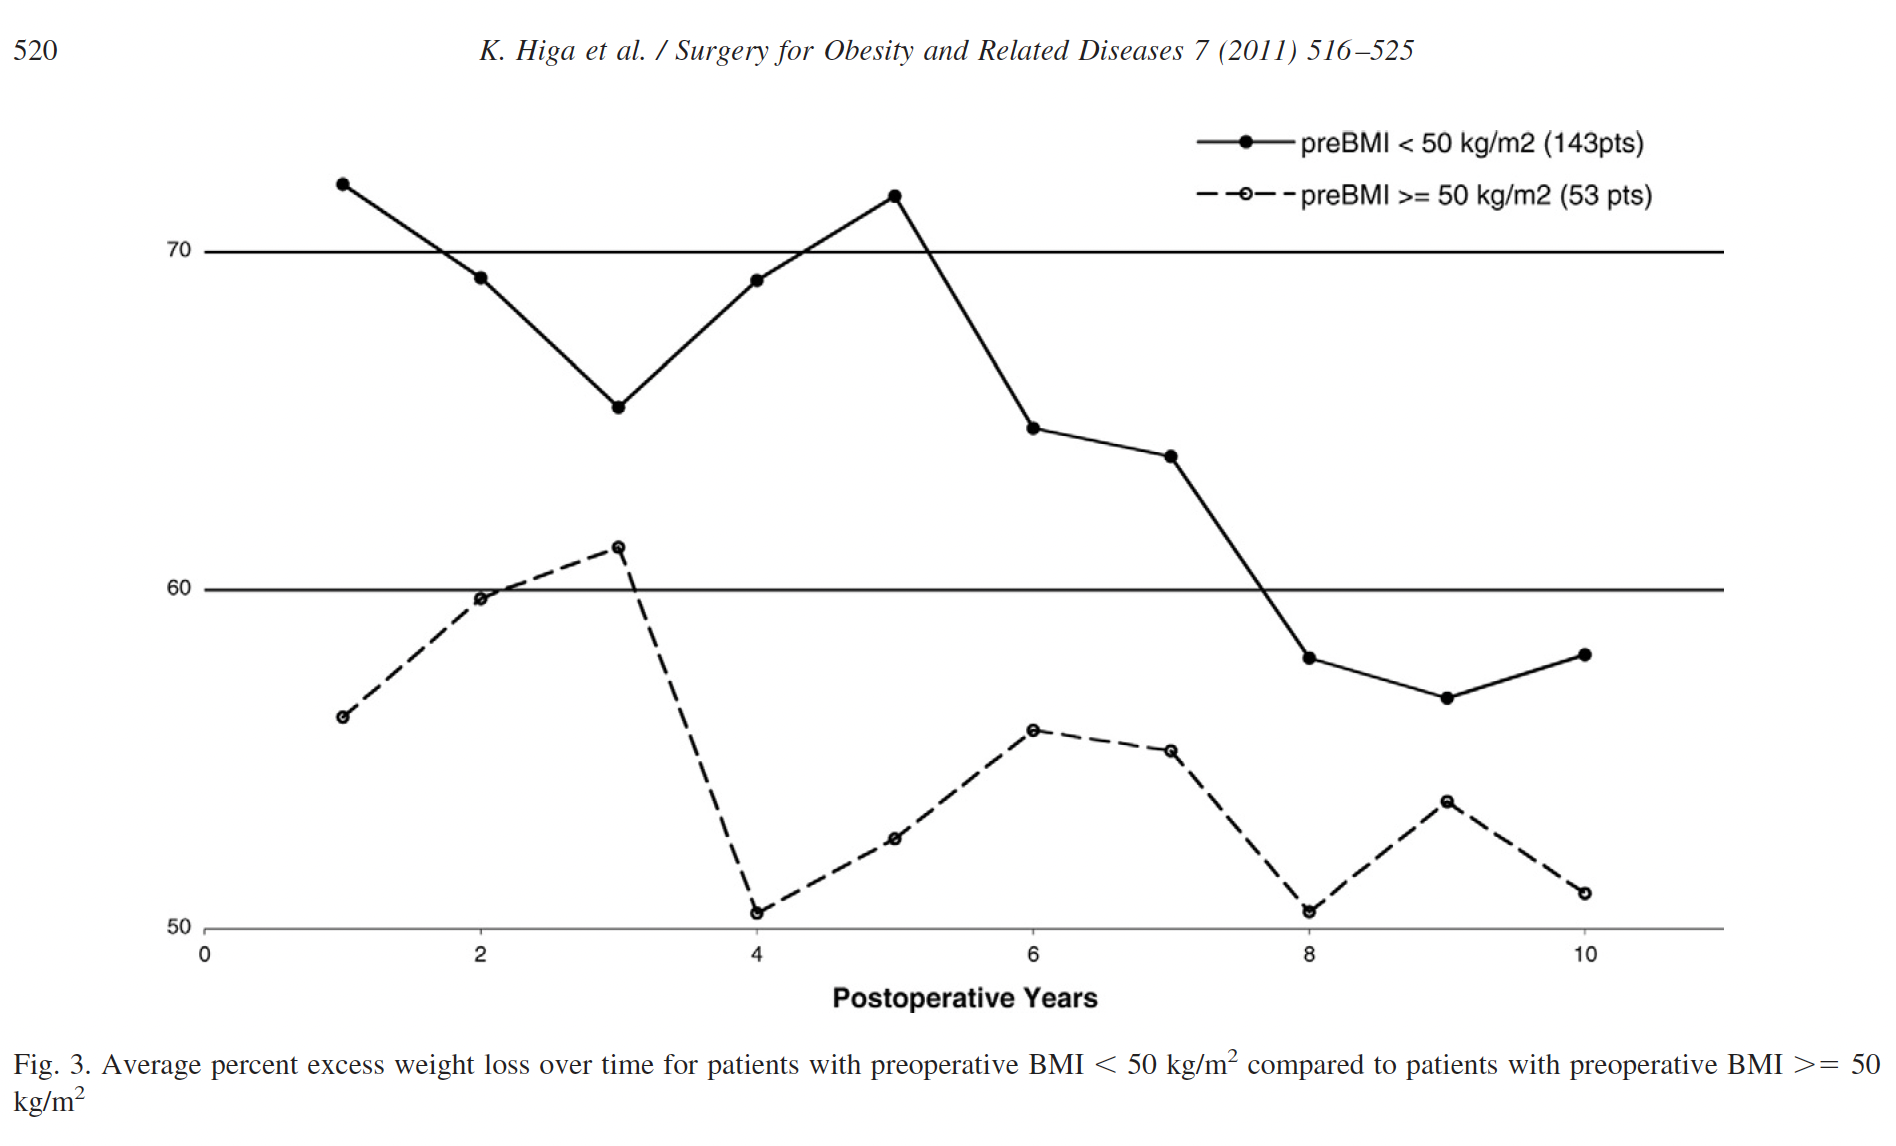 520
K. Higa et al. / Surgery for Obesity and Related Diseases 7 (2011) 516–525
preBMI < 50 kg/m2 (143pts)
preBMI >= 50 kg/m2 (53 pts)
70
60
50
0 2 4 6 8 10
Postoperative Years
Fig. 3. Average percent excess weight loss over time for patients with preoperative BMI < 50 kg/m² compared to patients with preoperative BMI >= 50
kg/m²